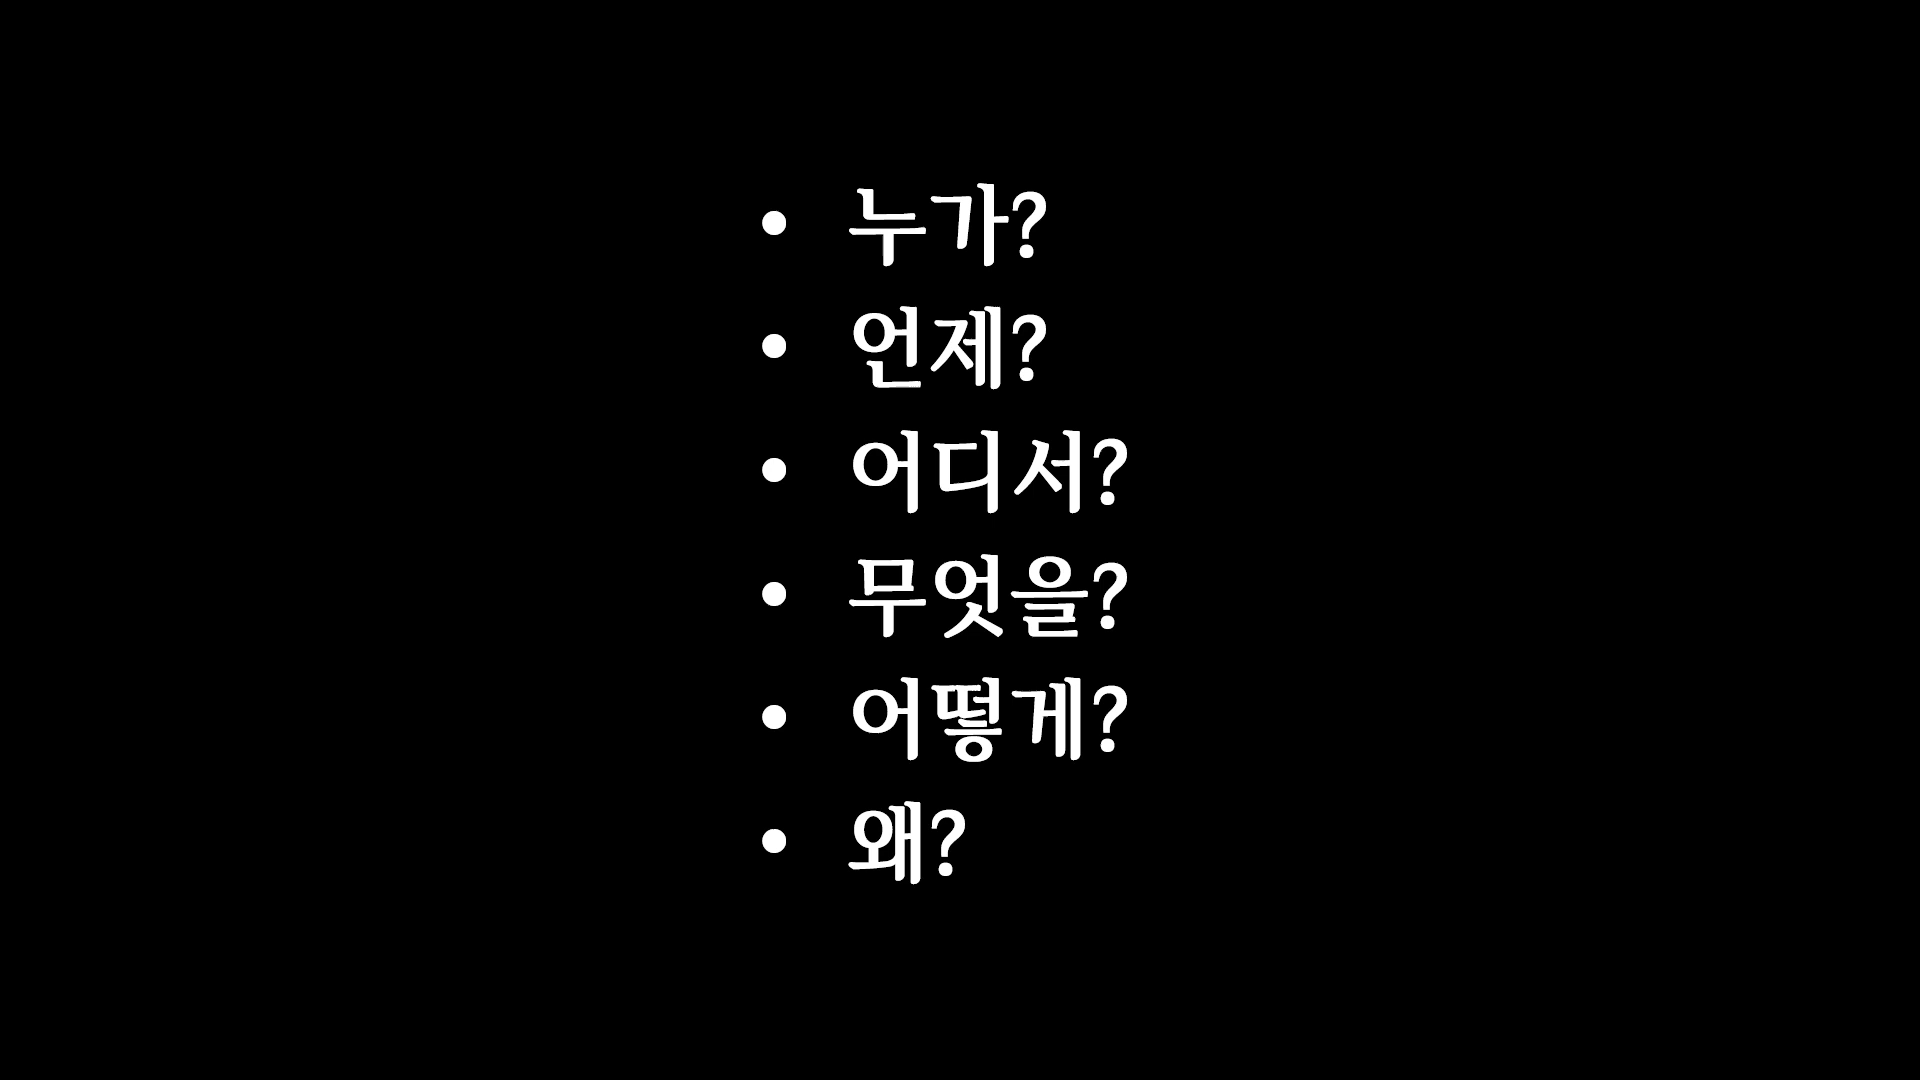 • 누가?
• 언제?
• 어디서?
• 무엇을?
• 어떻게?
• 왜?